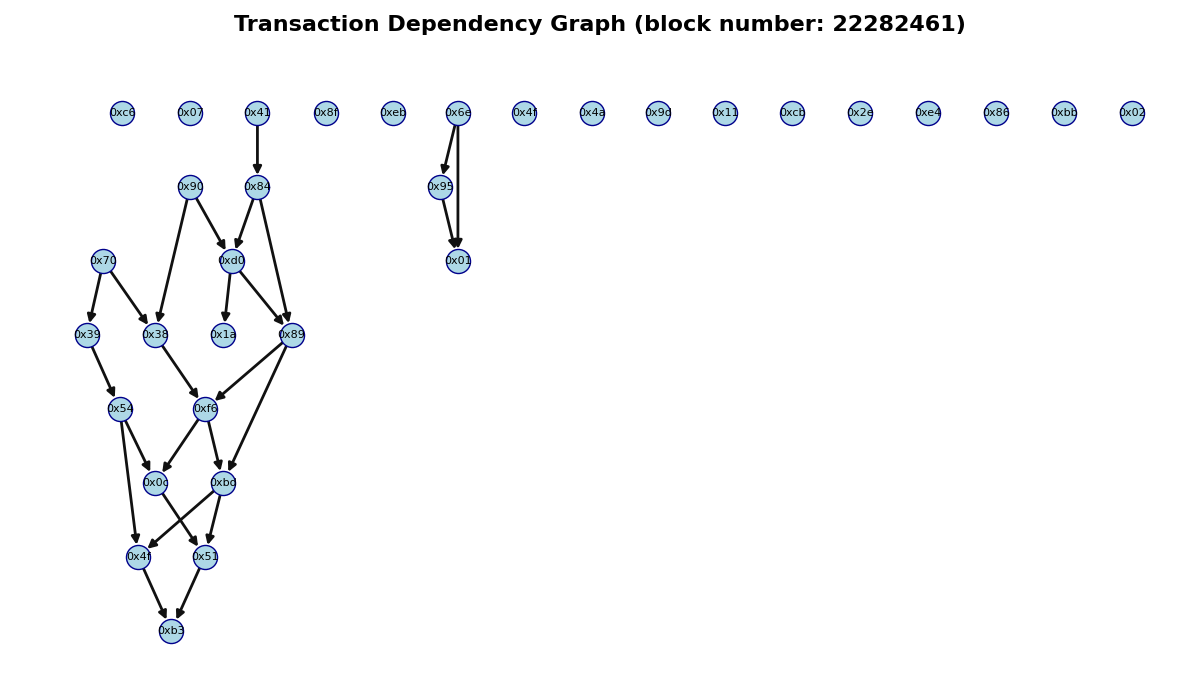 Transaction Dependency Graph (block number: 22282461)
0xc6 0x07 0x41 0x8f 0xeb 0x6e 0x4f 0x4a 0x9d 0x11 0xcb 0x2e 0xe4 0x86 0xbb 0x02
0x90 0x84 0x95
0x70 0xd0 0x01
0x39 0x38 0x1a 0x89
0x54 0xf6
0x0c 0xbd
0x4f 0x51
0xb3